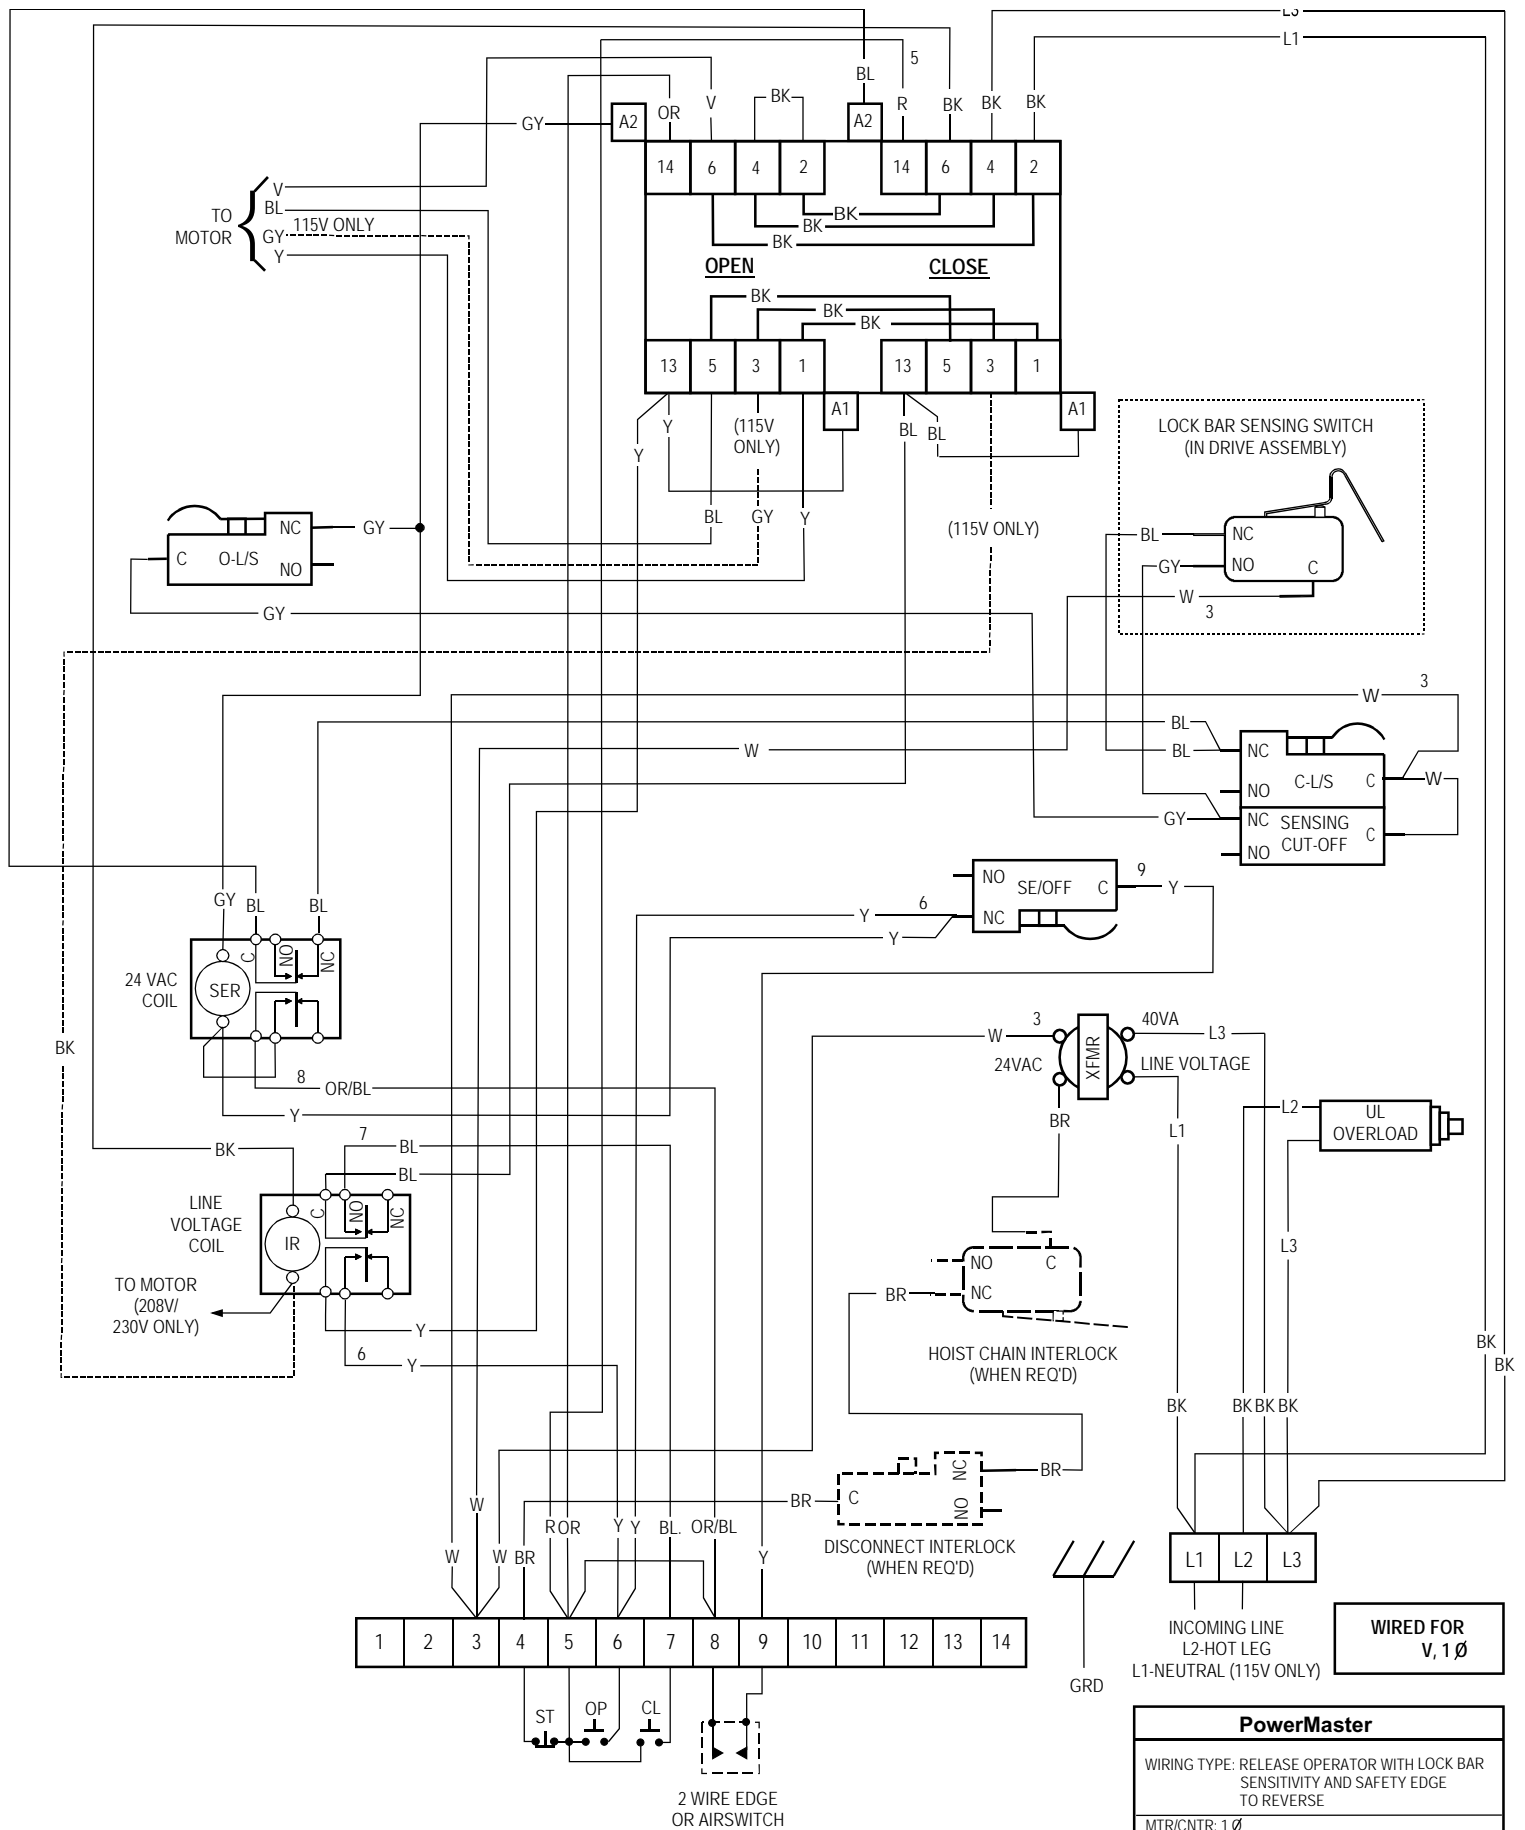 L3
L1
5
BL
OR
V
BK
R
BK
BK
BK
GY
A2
A2
14
6
4
2
14
6
4
2
V
BL
TO
MOTOR
GY
115V ONLY
Y
BK
BK
BK
OPEN
CLOSE
BK
BK
BK
13
5
3
1
13
5
3
1
A1
A1
Y
Y
(115V
ONLY)
BL
BL
BL
GY
Y
(115V ONLY)
LOCK BAR SENSING SWITCH
(IN DRIVE ASSEMBLY)
BL
NC
GY
NO
C
W
3
NC
GY
C
O-L/S
NO
GY
3
W
BL
BL
W
NC
C-L/S
C
W
NO
GY
NC
SENSING
CUT-OFF
C
NO
NO
SE/OFF
C
9
Y
NC
6
Y
Y
GY
BL
BL
C
NO
NC
24 VAC
COIL
SER
BK
8
OR/BL
Y
3
W
40VA
L3
24VAC
XFMR
LINE VOLTAGE
BR
L1
L2
UL
OVERLOAD
L3
BK
7
BL
BL
LINE
VOLTAGE
COIL
IR
C
NO
NC
TO MOTOR
(208V/
230V ONLY)
Y
6
Y
NO
C
NC
BR
HOIST CHAIN INTERLOCK
(WHEN REQ'D)
BK
BK
BK
BK
BK
BK
BR
C
NC
NO
BR
DISCONNECT INTERLOCK
(WHEN REQ'D)
W
W
W
BR
R
OR
Y
Y
BL.
OR/BL
Y
L1
L2
L3
INCOMING LINE
L2-HOT LEG
L1-NEUTRAL (115V ONLY)
GRD
WIRED FOR
V, 1 Ø
1
2
3
4
5
6
7
8
9
10
11
12
13
14
ST
OP
CL
2 WIRE EDGE
OR AIRSWITCH
PowerMaster
WIRING TYPE: RELEASE OPERATOR WITH LOCK BAR
SENSITIVITY AND SAFETY EDGE
TO REVERSE
MTR/CNTR: 1 Ø